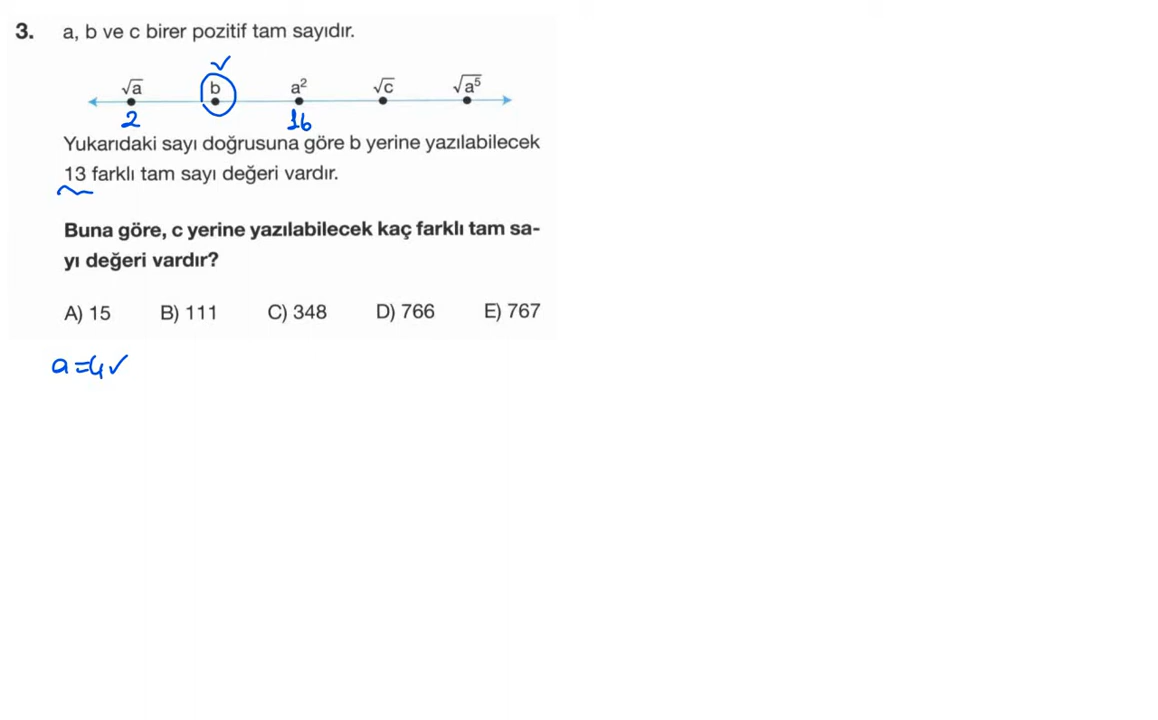 3. a, b ve c birer pozitif tam sayıdır.
√a b a² √c √a⁵
2 16
Yukarıdaki sayı doğrusuna göre b yerine yazılabilecek
13 farklı tam sayı değeri vardır.
Buna göre, c yerine yazılabilecek kaç farklı tam sa-
yı değeri vardır?
A) 15 B) 111 C) 348 D) 766 E) 767
a=4✓